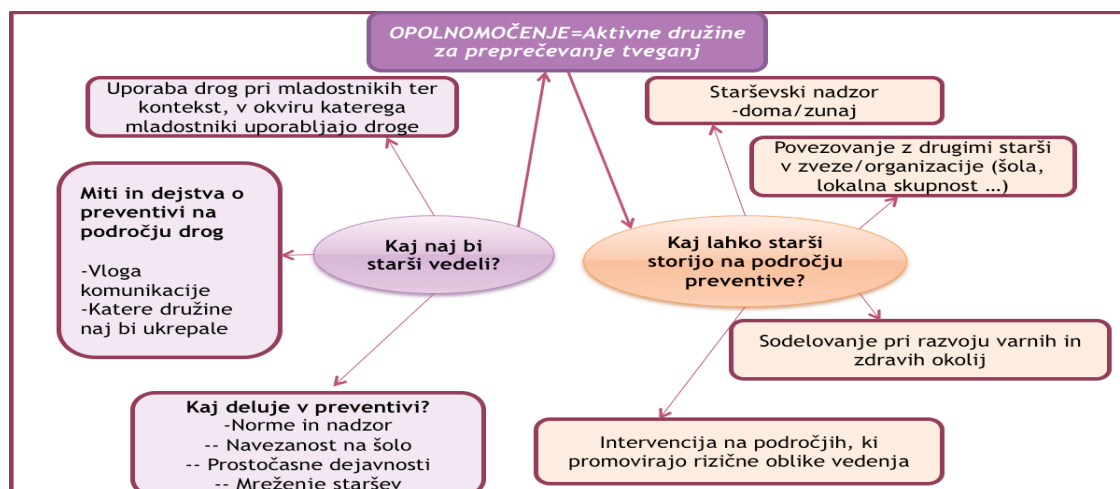 OPOLNOMOČENJE=Aktivne družine
za preprečevanje tveganj
Uporaba drog pri mladostnikih ter
kontekst, v okviru katerega
mladostniki uporabljajo droge
Starševski nadzor
-doma/zunaj
Povezovanje z drugimi starši
v zveze/organizacije (šola,
lokalna skupnost ...)
Miti in dejstva o
preventivi na
področju drog
-Vloga
komunikacije
-Katere družine
naj bi ukrepale
Kaj naj bi
starši vedeli?
Kaj lahko starši
storijo na področju
preventive?
Sodelovanje pri razvoju varnih in
zdravih okolij
Kaj deluje v preventivi?
-Norme in nadzor
-- Navezanost na šolo
-- Prostočasne dejavnosti
-- Mreženje staršev
Intervencija na področjih, ki
promovirajo rizične oblike vedenja